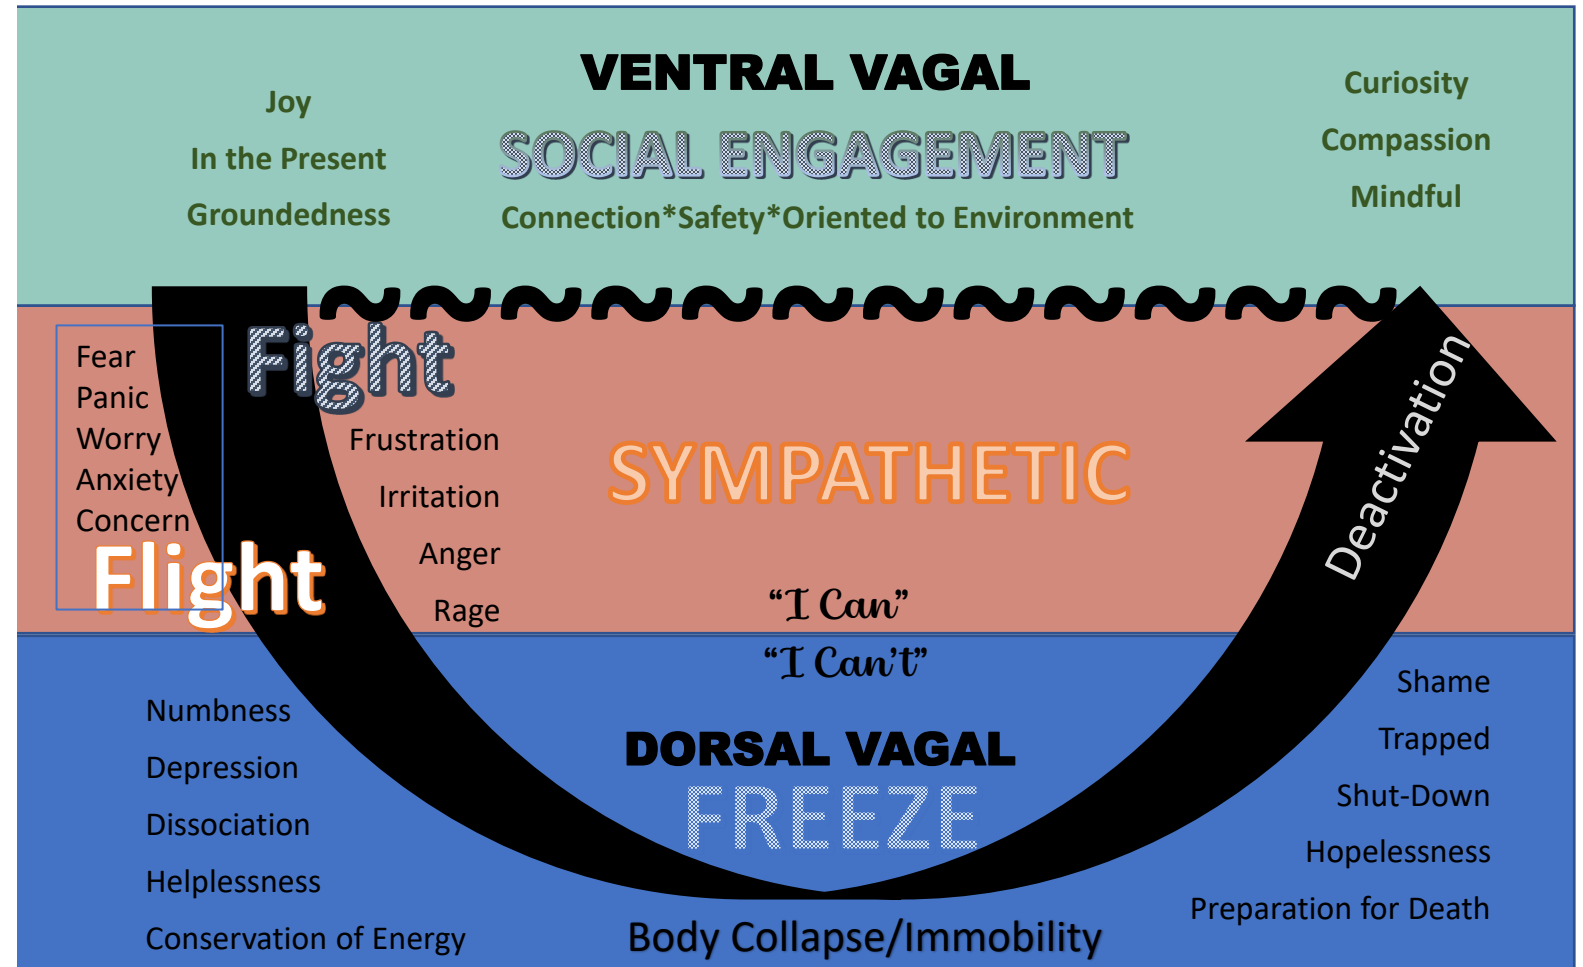 VENTRAL VAGAL
SOCIAL ENGAGEMENT
Connection*Safety*Oriented to Environment
Joy
In the Present
Groundedness
Curiosity
Compassion
Mindful
Fight
Fear
Panic
Worry
Anxiety
Concern
Flight
Frustration
Irritation
Anger
Rage
SYMPATHETIC
Deactivation
“I Can”
“I Can’t”
DORSAL VAGAL
FREEZE
Body Collapse/Immobility
Numbness
Depression
Dissociation
Helplessness
Conservation of Energy
Shame
Trapped
Shut-Down
Hopelessness
Preparation for Death